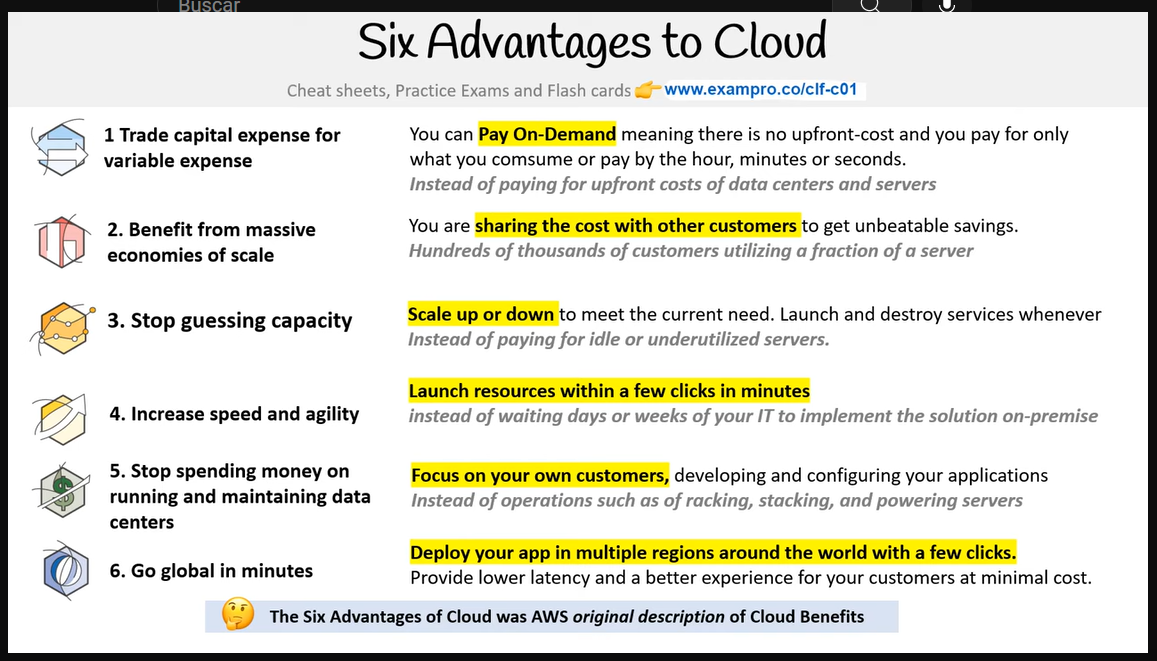 Buscar
Six Advantages to Cloud
Cheat sheets, Practice Exams and Flash cards 👉 www.exampro.co/clf-c01
1 Trade capital expense for
variable expense
You can Pay On-Demand meaning there is no upfront-cost and you pay for only
what you comsume or pay by the hour, minutes or seconds.
Instead of paying for upfront costs of data centers and servers
2. Benefit from massive
economies of scale
You are sharing the cost with other customers to get unbeatable savings.
Hundreds of thousands of customers utilizing a fraction of a server
3. Stop guessing capacity
Scale up or down to meet the current need. Launch and destroy services whenever
Instead of paying for idle or underutilized servers.
4. Increase speed and agility
Launch resources within a few clicks in minutes
instead of waiting days or weeks of your IT to implement the solution on-premise
5. Stop spending money on
running and maintaining data
centers
Focus on your own customers, developing and configuring your applications
Instead of operations such as of racking, stacking, and powering servers
6. Go global in minutes
Deploy your app in multiple regions around the world with a few clicks.
Provide lower latency and a better experience for your customers at minimal cost.
🤔 The Six Advantages of Cloud was AWS original description of Cloud Benefits